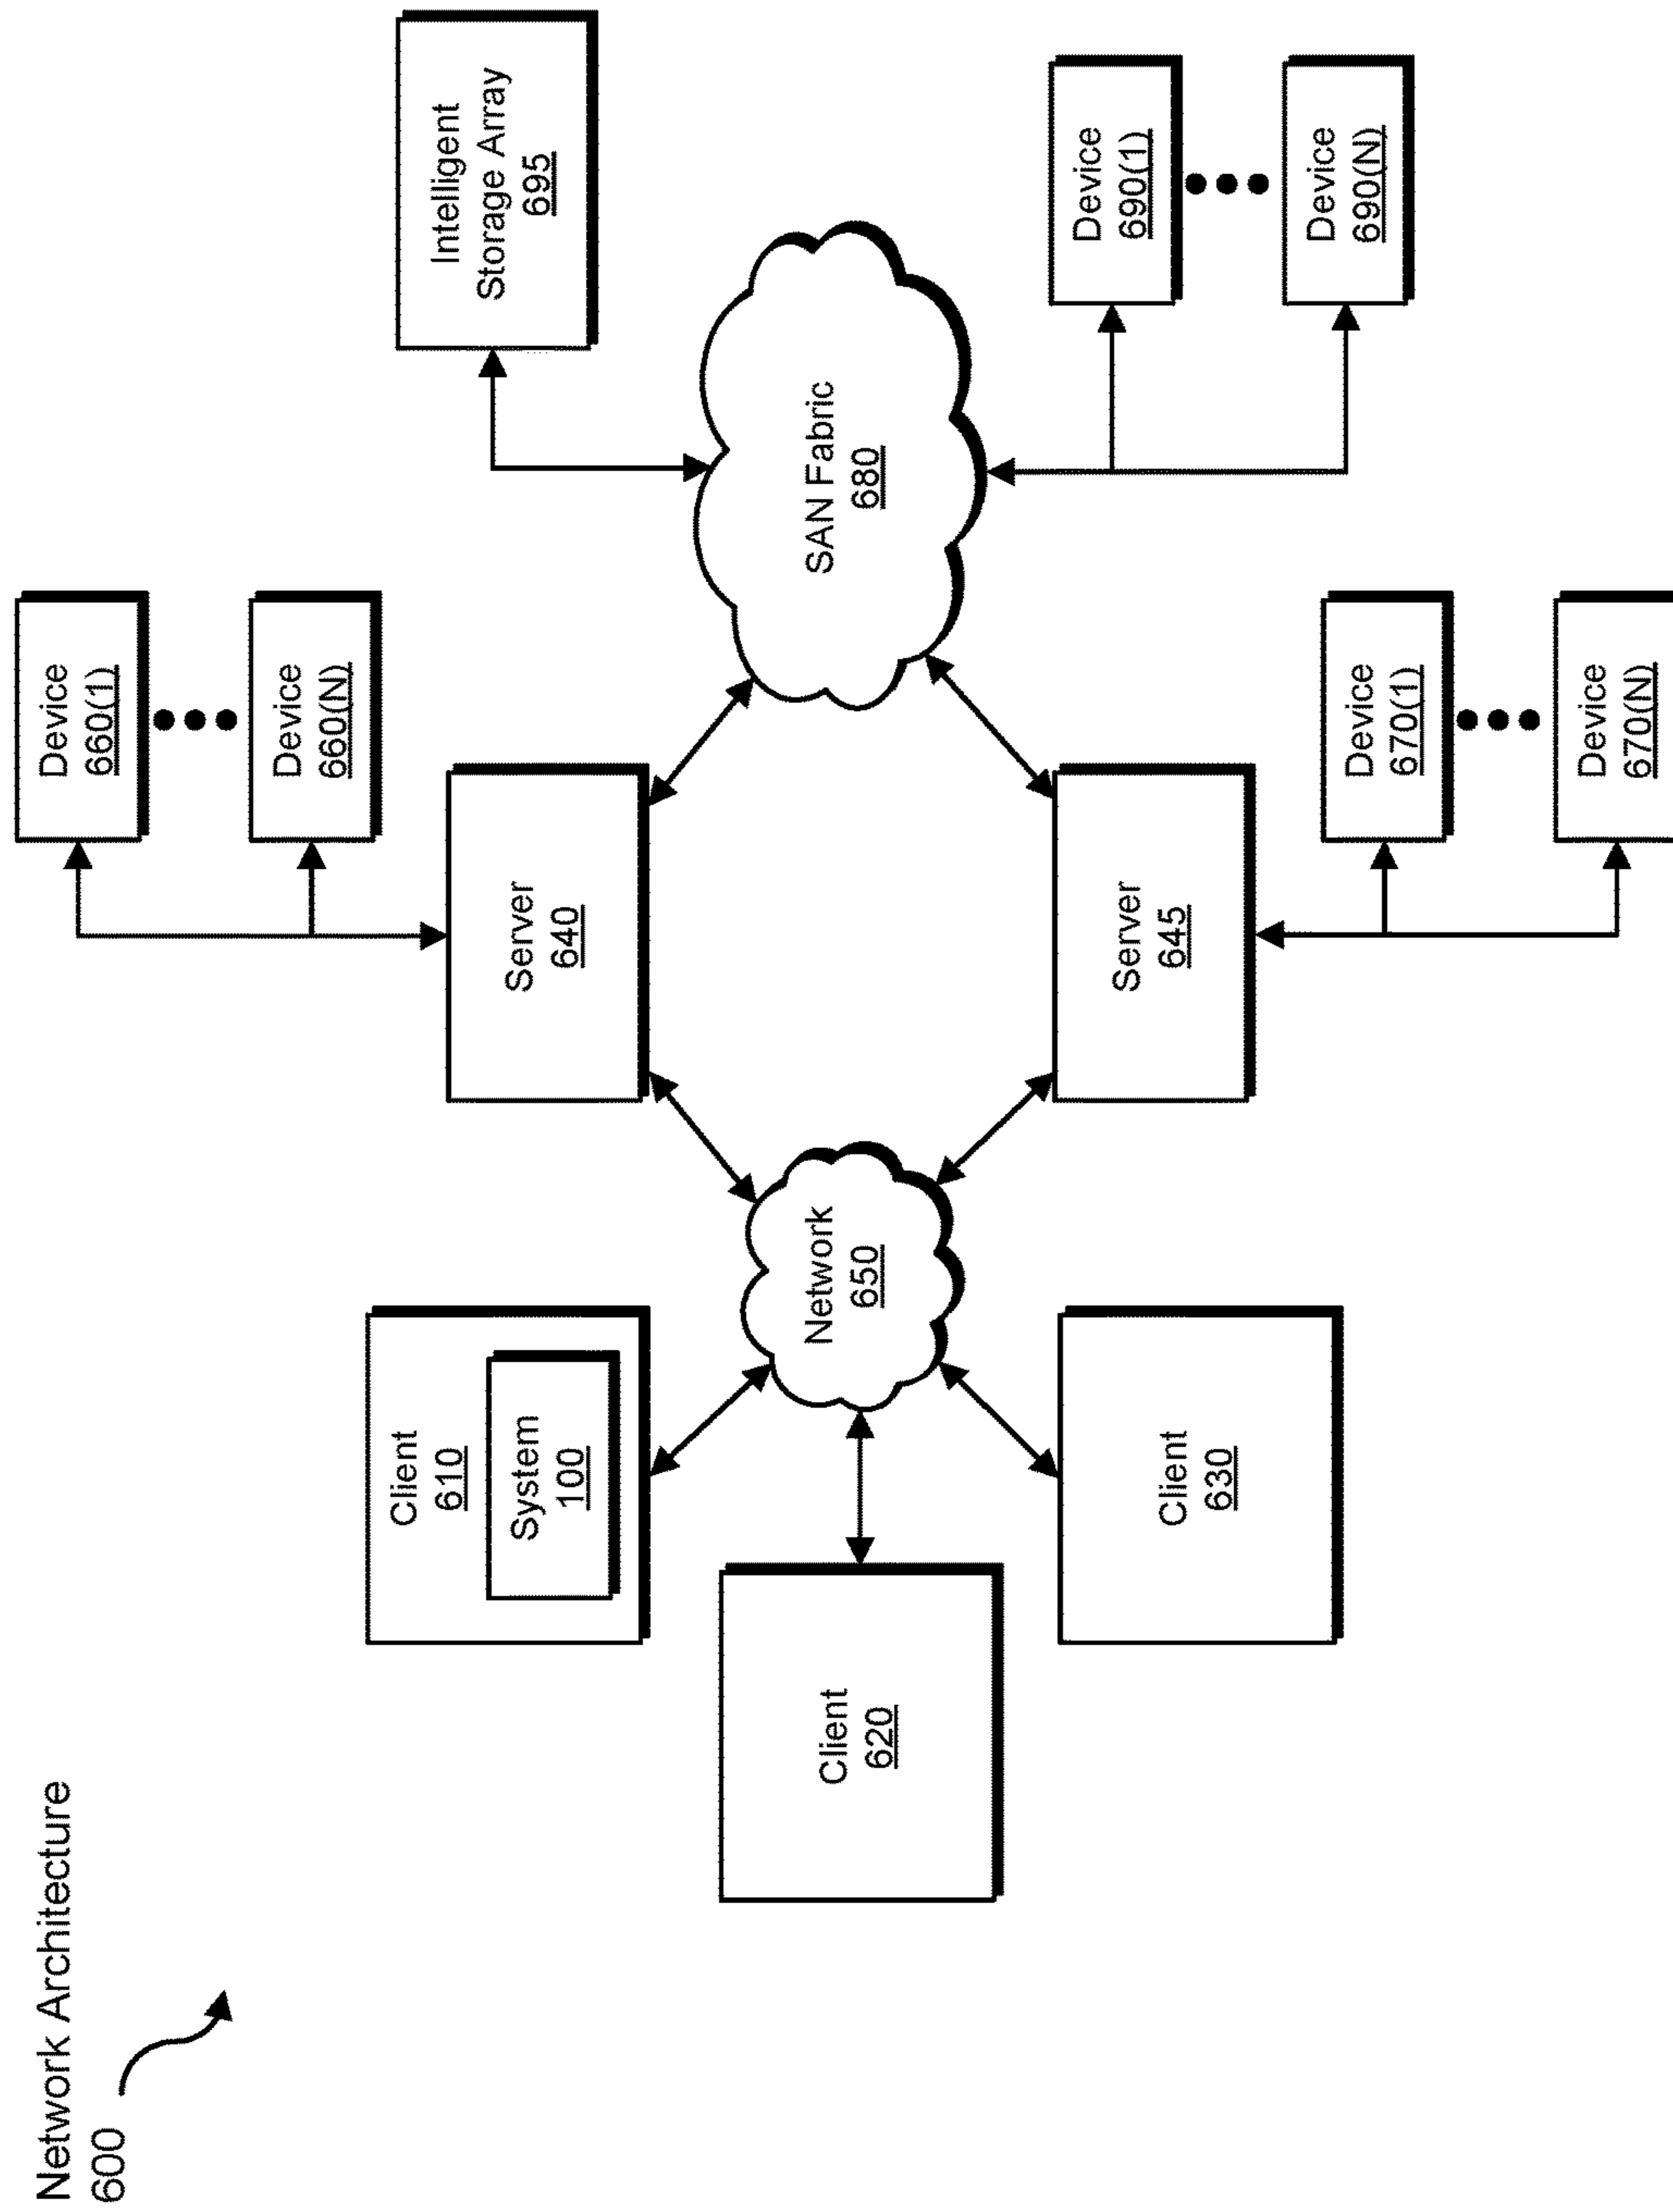 Network Architecture
600
Client
610
System
100
Client
620
Client
630
Network
650
Device
660(1)
Device
660(N)
Server
640
Server
645
Device
670(1)
Device
670(N)
SAN Fabric
680
Intelligent
Storage Array
695
Device
690(1)
Device
690(N)